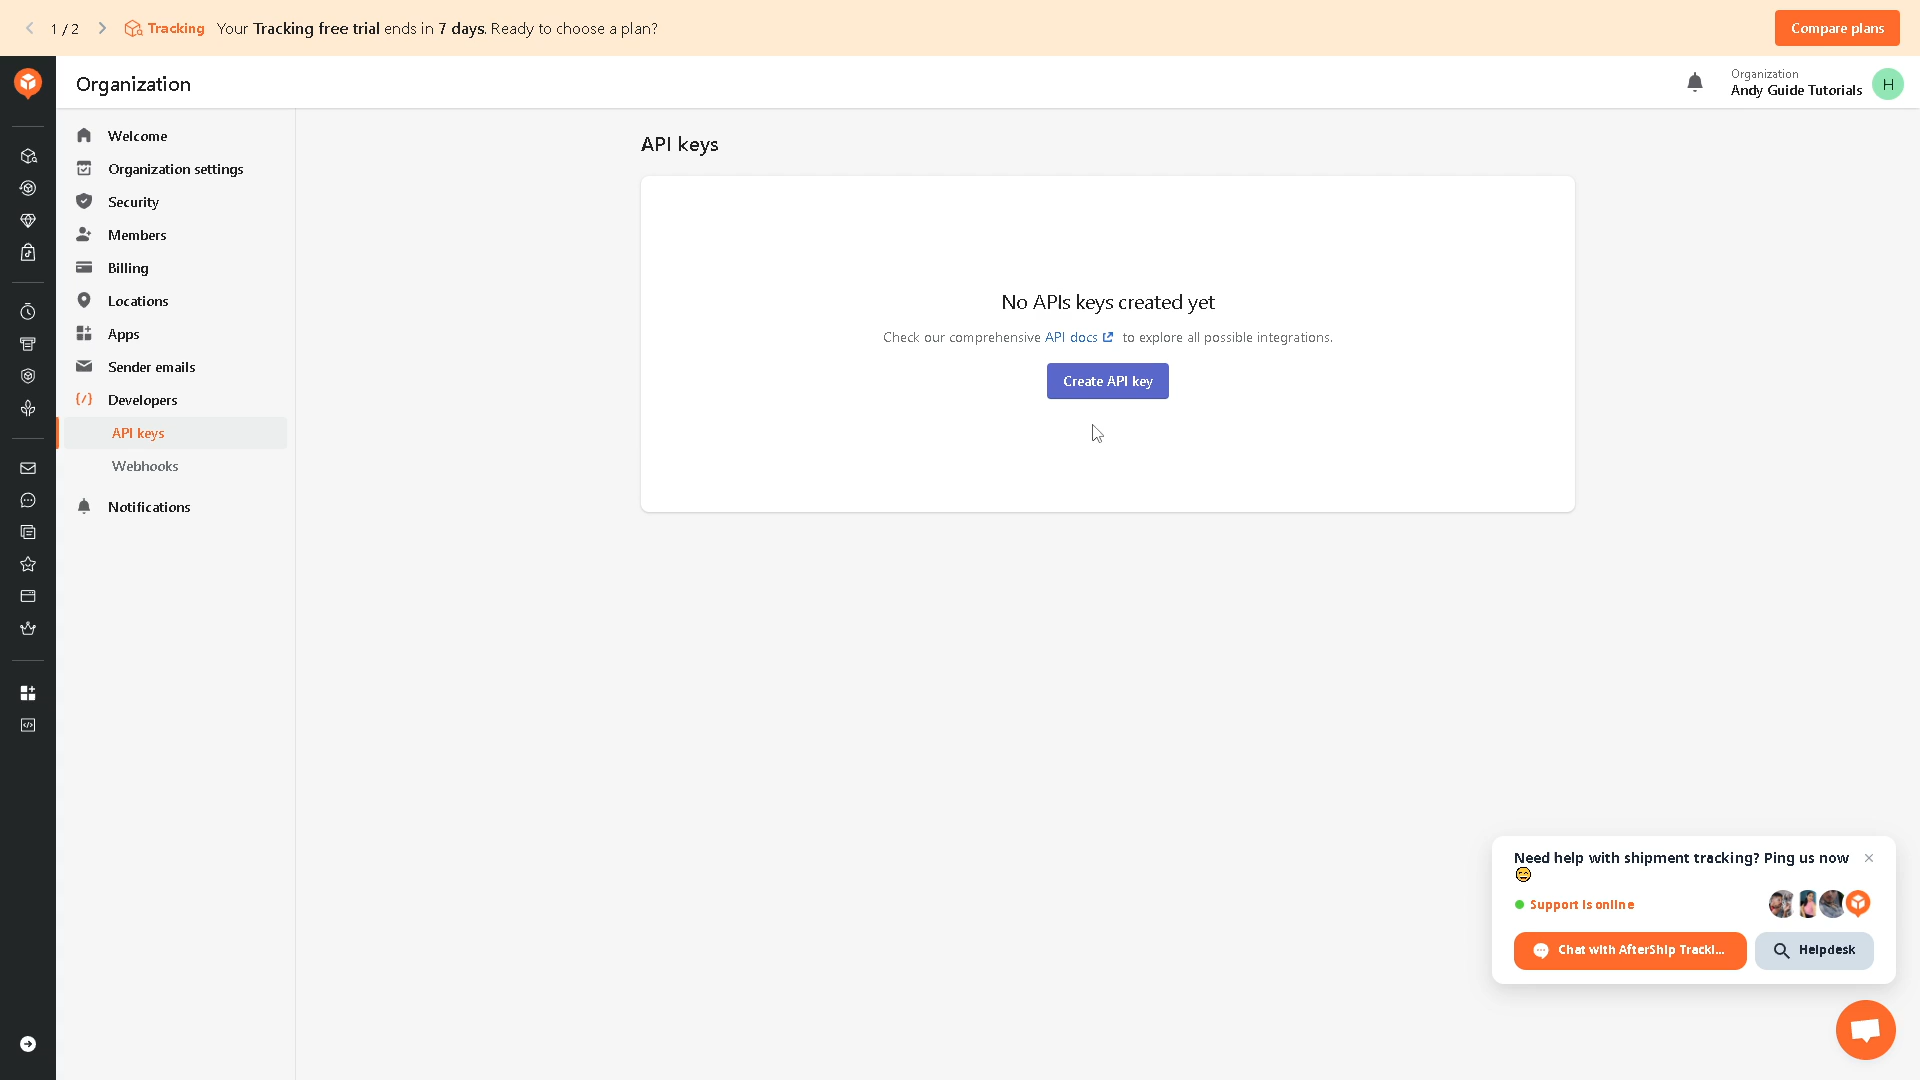 1 / 2
Tracking
Your Tracking free trial ends in 7 days. Ready to choose a plan?
Compare plans
Organization
Organization
Andy Guide Tutorials
H
Welcome
Organization settings
Security
Members
Billing
Locations
Apps
Sender emails
Developers
API keys
Webhooks
Notifications
API keys
No APIs keys created yet
Check our comprehensive API docs to explore all possible integrations.
Create API key
Need help with shipment tracking? Ping us now
😄
Support is online
Chat with AfterShip Tracki...
Helpdesk